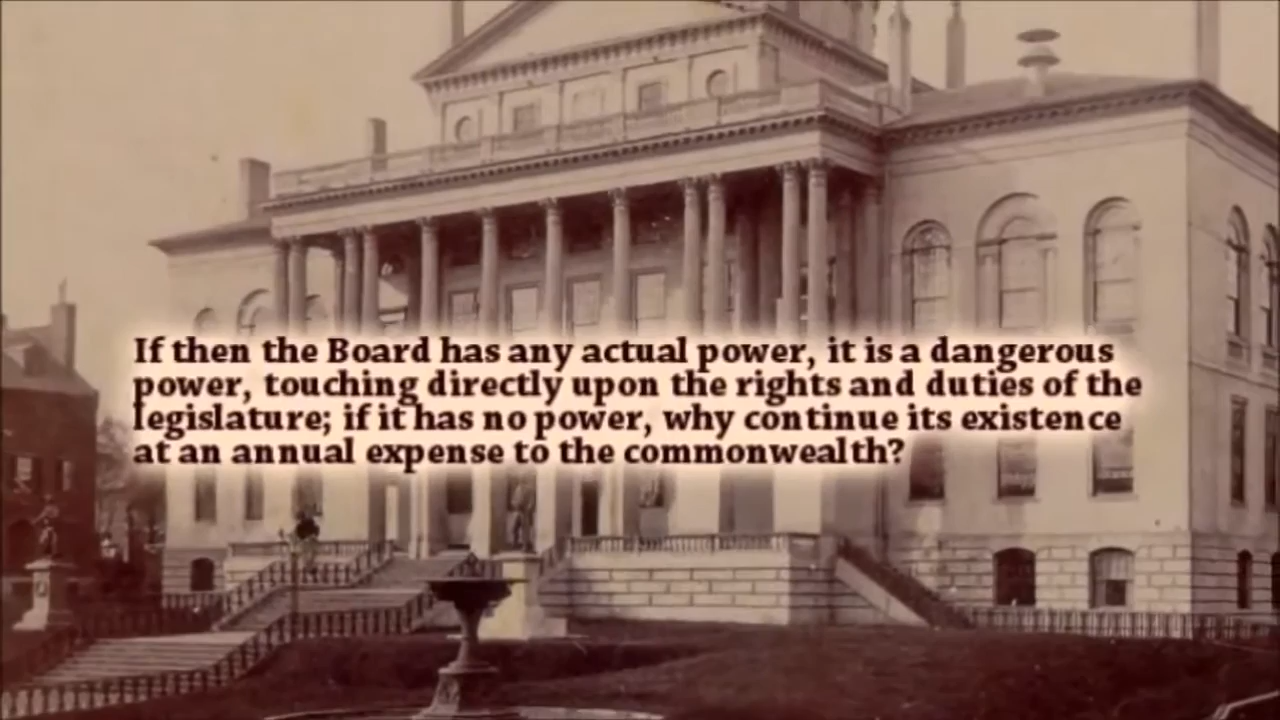 If then the Board has any actual power, it is a dangerous
power, touching directly upon the rights and duties of the
legislature; if it has no power, why continue its existence
at an annual expense to the commonwealth?